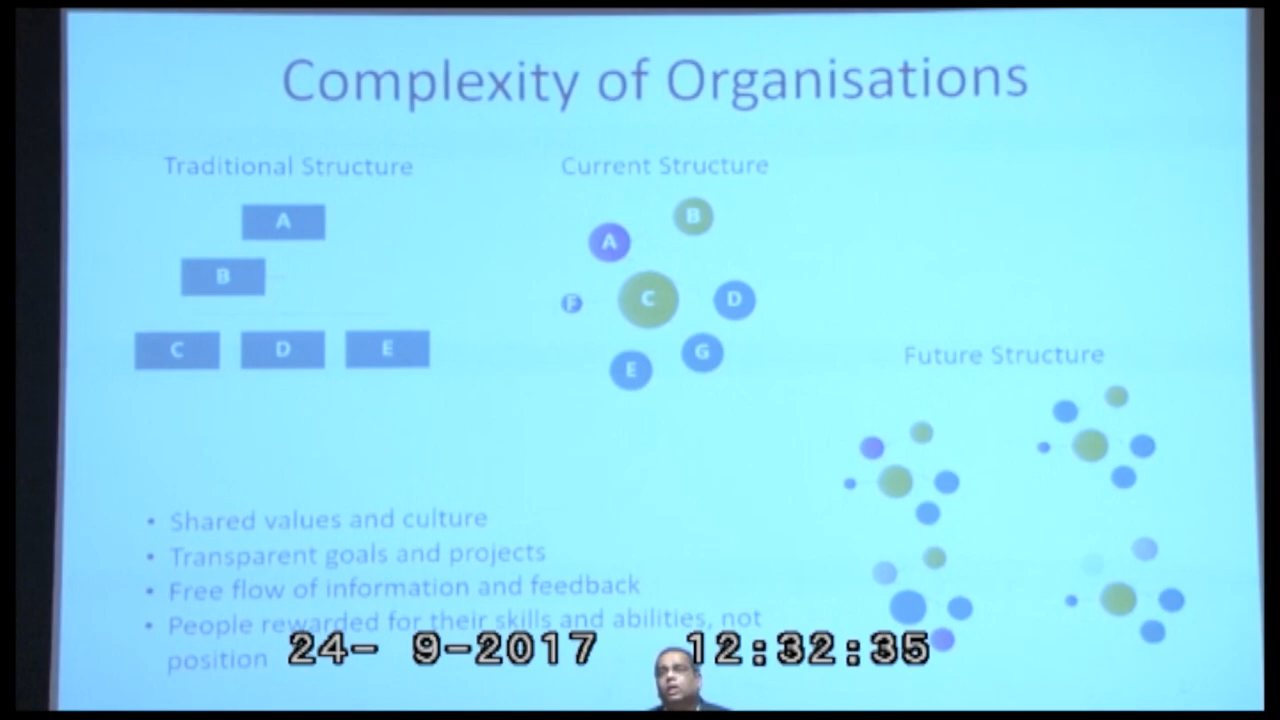 Complexity of Organisations
Traditional Structure
A
B
C D E
Current Structure
B
A
F C D
G
E
Future Structure
• Shared values and culture
• Transparent goals and projects
• Free flow of information and feedback
• People rewarded for their skills and abilities, not
position
24- 9-2017 12:32:35